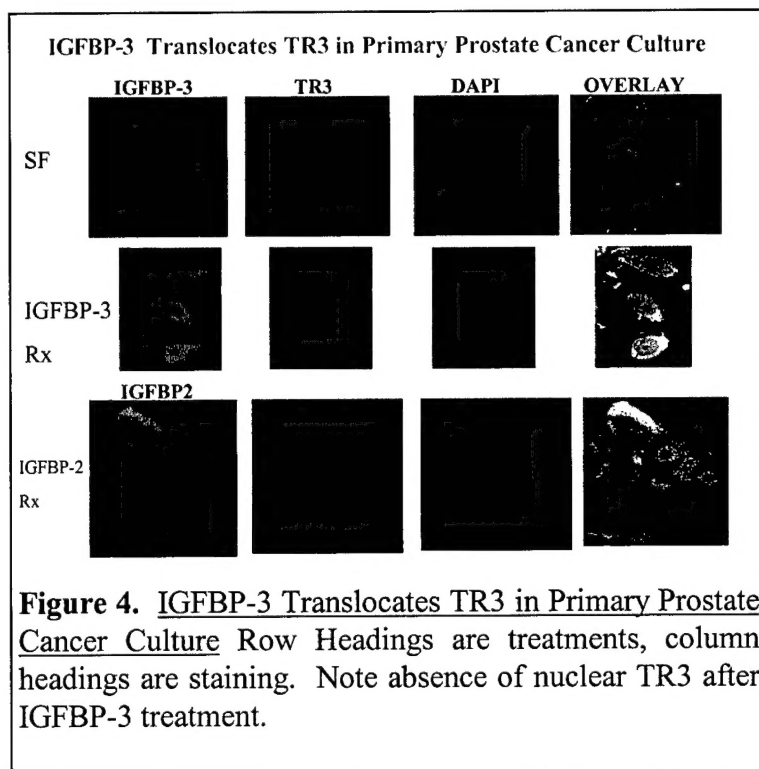 IGFBP-3 Translocates TR3 in Primary Prostate Cancer Culture
IGFBP-3 TR3 DAPI OVERLAY
SF
IGFBP-3
Rx
IGFBP2
IGFBP-2
Rx
Figure 4. IGFBP-3 Translocates TR3 in Primary Prostate
Cancer Culture Row Headings are treatments, column
headings are staining. Note absence of nuclear TR3 after
IGFBP-3 treatment.